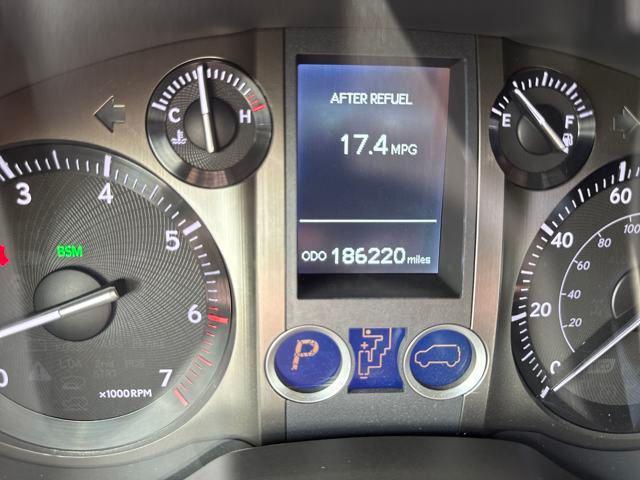 C H
E F
AFTER REFUEL
17.4 MPG
ODO 186220 miles
3 4 5 6 7
BSM
x1000RPM
0 20 40 60
20 40 60 80 100
P